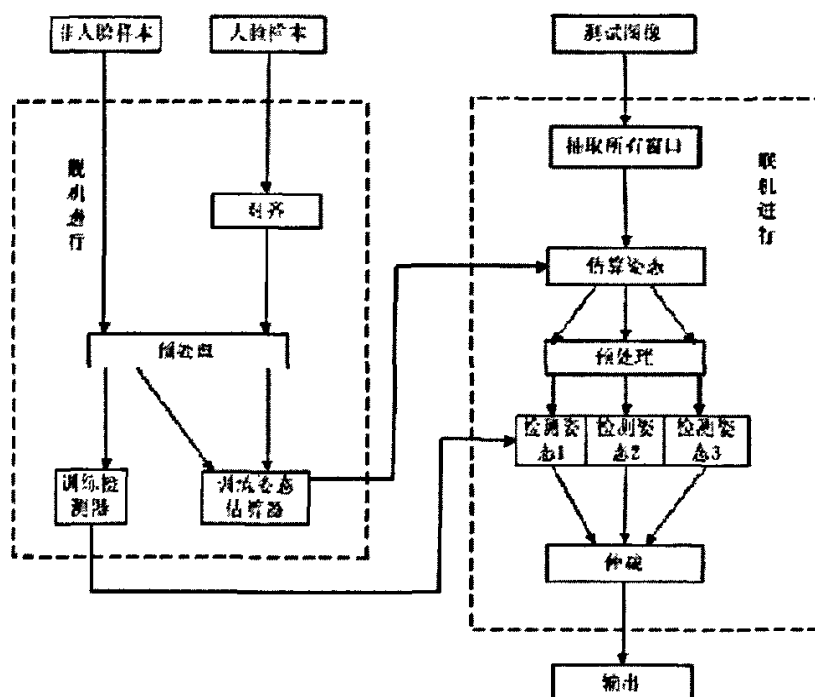 非人脸样本
人脸样本
测试图像
脱机进行
对齐
抽取所有窗口
联机进行
估算姿态
预处理
预处理
检测姿
态1
检测姿
态2
检测姿
态3
训练检
测器
训练姿态
估算器
仲裁
输出